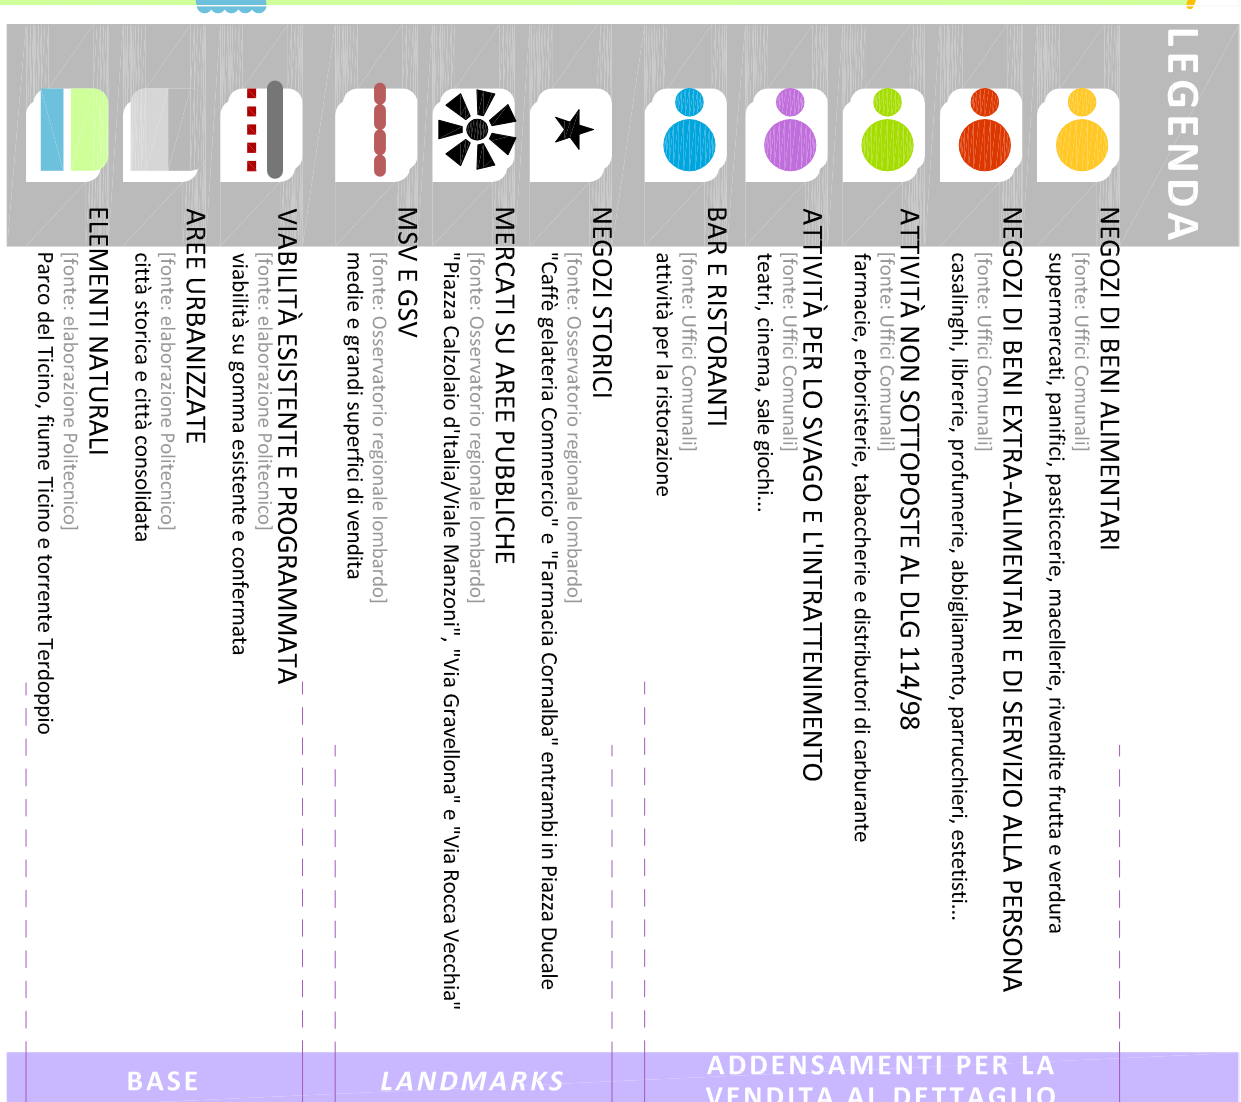 LEGENDA
NEGOZI DI BENI ALIMENTARI
[fonte: Uffici Comunali]
supermercati, panifici, pasticcerie, macellerie, rivendite frutta e verdura
NEGOZI DI BENI EXTRA-ALIMENTARI E DI SERVIZIO ALLA PERSONA
[fonte: Uffici Comunali]
casalinghi, librerie, profumerie, abbigliamento, parrucchieri, estetisti...
ATTIVITÀ NON SOTTOPOSTE AL DLG 114/98
[fonte: Uffici Comunali]
farmacie, erboristerie, tabaccherie e distributori di carburante
ATTIVITÀ PER LO SVAGO E L'INTRATTENIMENTO
[fonte: Uffici Comunali]
teatri, cinema, sale giochi...
BAR E RISTORANTI
[fonte: Uffici Comunali]
attività per la ristorazione
NEGOZI STORICI
[fonte: Osservatorio regionale lombardo]
"Caffè gelateria Commercio" e "Farmacia Cornalba" entrambi in Piazza Ducale
MERCATI SU AREE PUBBLICHE
[fonte: Osservatorio regionale lombardo]
"Piazza Calzolaio d'Italia/Viale Manzoni", "Via Gravellona" e "Via Rocca Vecchia"
MSV E GSV
[fonte: Osservatorio regionale lombardo]
medie e grandi superfici di vendita
VIABILITÀ ESISTENTE E PROGRAMMATA
[fonte: elaborazione Politecnico]
viabilità su gomma esistente e confermata
AREE URBANIZZATE
[fonte: elaborazione Politecnico]
città storica e città consolidata
ELEMENTI NATURALI
[fonte: elaborazione Politecnico]
Parco del Ticino, fiume Ticino e torrente Terdoppio
BASE
LANDMARKS
ADDENSAMENTI PER LA
VENDITA AL DETTAGLIO